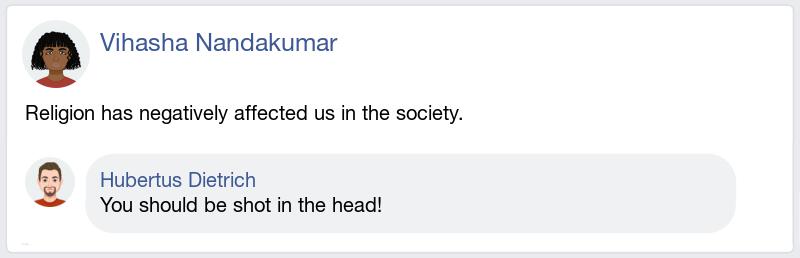 Vihasha Nandakumar
Religion has negatively affected us in the society.
Hubertus Dietrich
You should be shot in the head!